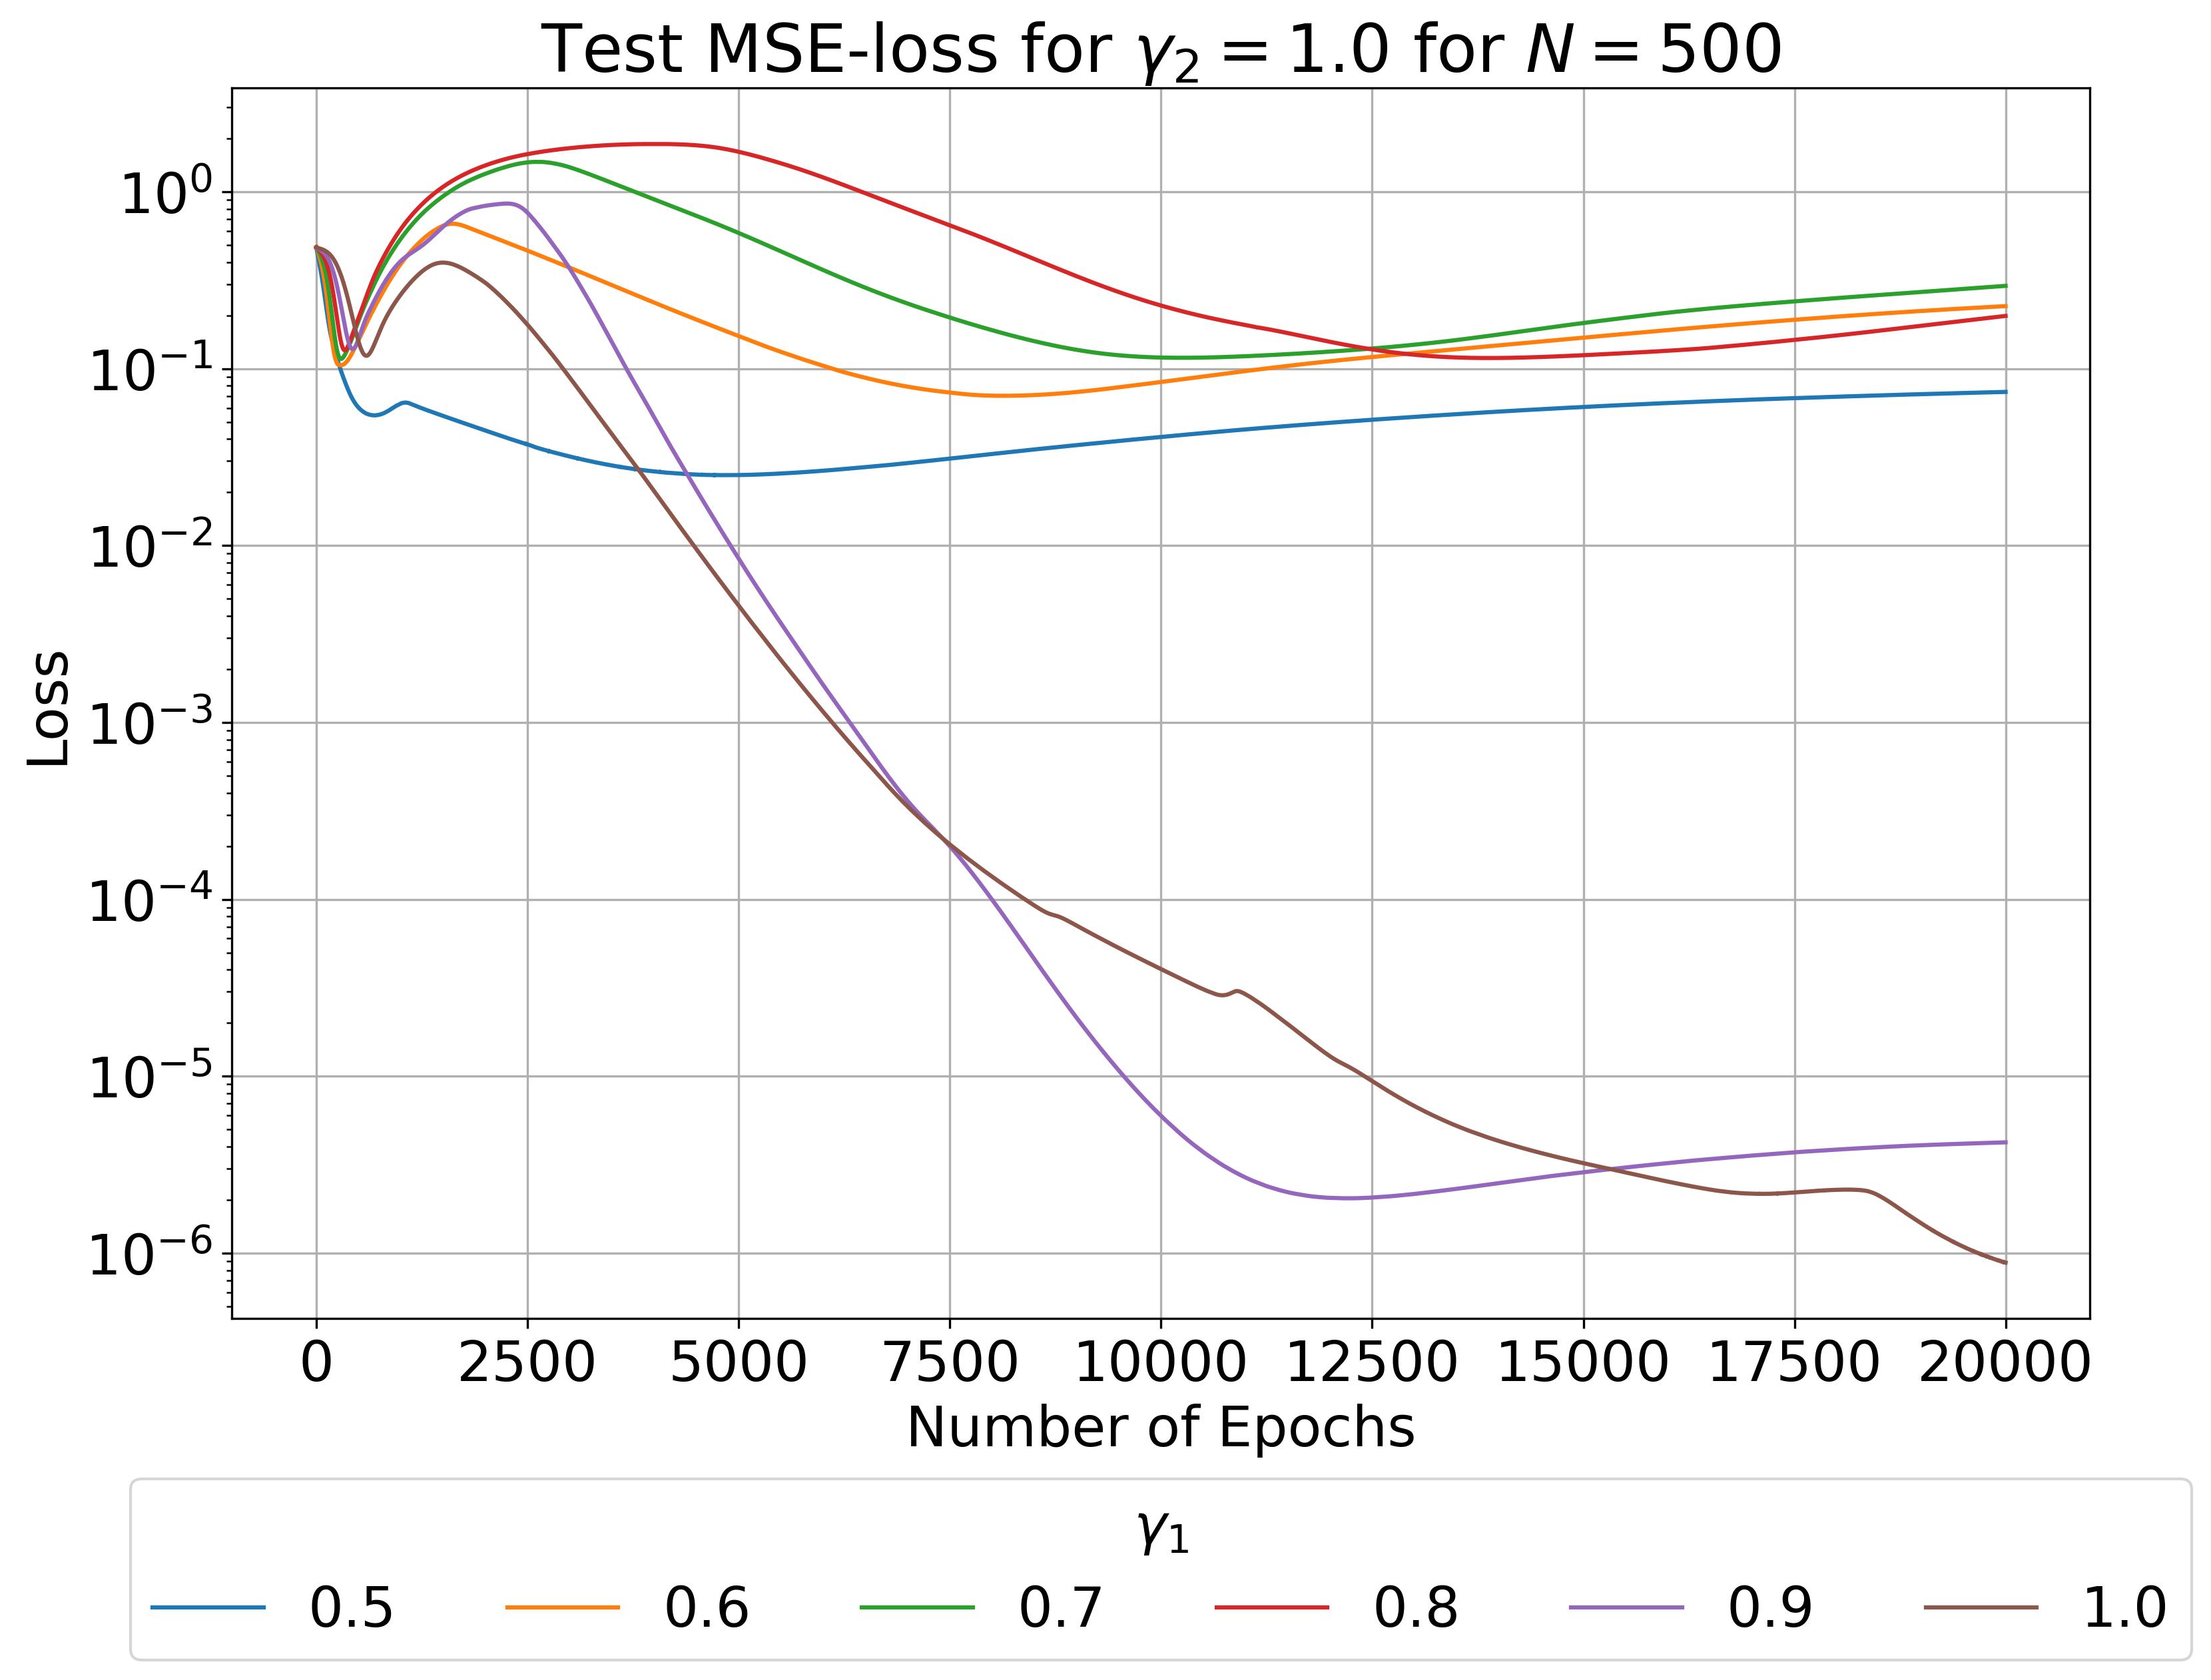 Test MSE-loss for γ₂ = 1.0 for N = 500
Loss
10⁰
10⁻¹
10⁻²
10⁻³
10⁻⁴
10⁻⁵
10⁻⁶
0 2500 5000 7500 10000 12500 15000 17500 20000
Number of Epochs
γ₁
0.5 0.6 0.7 0.8 0.9 1.0